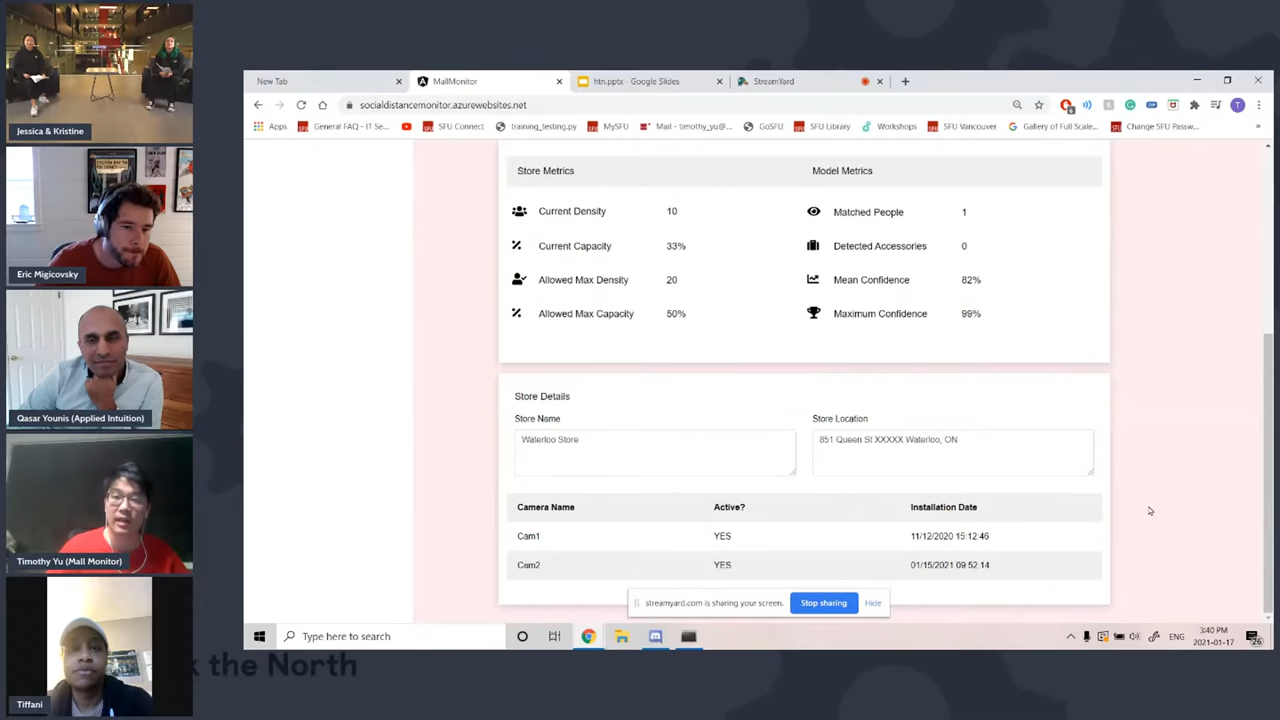 Jessica & Kristine
Eric Migicovsky
Qasar Younis (Applied Intuition)
Timothy Yu (Mall Monitor)
Tiffani
k the North
New Tab
MallMonitor
htn.pptx - Google Slides
StreamYard
socialdistancemonitor.azurewebsites.net
Apps
General FAQ - IT Se...
SFU Connect
training_testing.py
MySFU
Mail - timothy_yu@...
GoSFU
SFU Library
Workshops
SFU Vancouver
Gallery of Full Scale...
Change SFU Passw...
Store Metrics
Current Density 10
Current Capacity 33%
Allowed Max Density 20
Allowed Max Capacity 50%
Model Metrics
Matched People 1
Detected Accessories 0
Mean Confidence 82%
Maximum Confidence 99%
Store Details
Store Name
Waterloo Store
Store Location
851 Queen St XXXXX Waterloo, ON
Camera Name Active? Installation Date
Cam1 YES 11/12/2020 15:12:46
Cam2 YES 01/15/2021 09:52:14
streamyard.com is sharing your screen.
Stop sharing
Hide
Type here to search
ENG
3:40 PM
2021-01-17